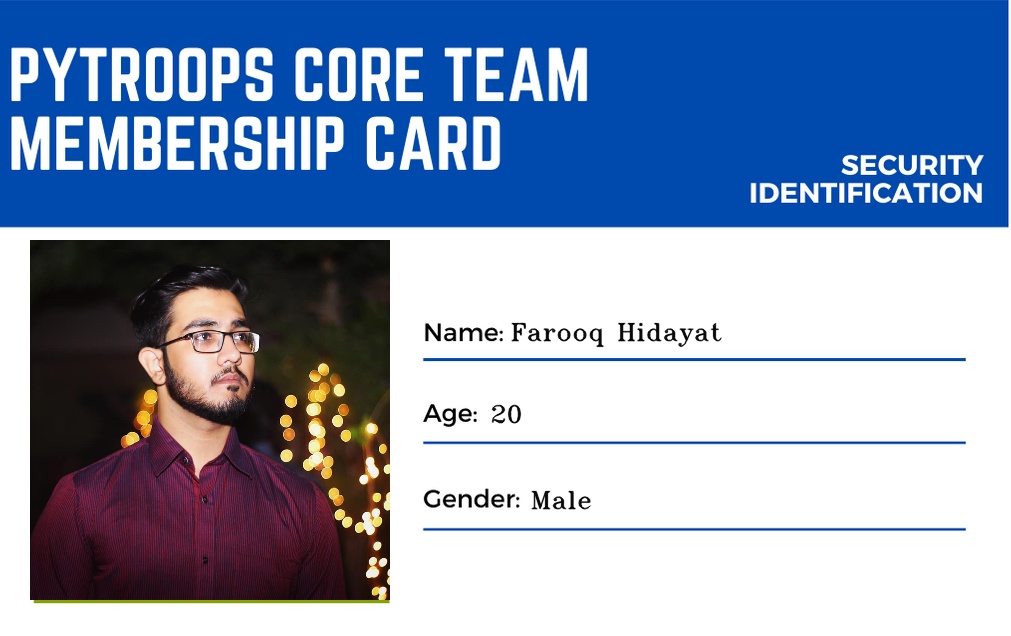 PYTROOPS CORE TEAM
MEMBERSHIP CARD
SECURITY
IDENTIFICATION
Name: Farooq Hidayat
Age: 20
Gender: Male